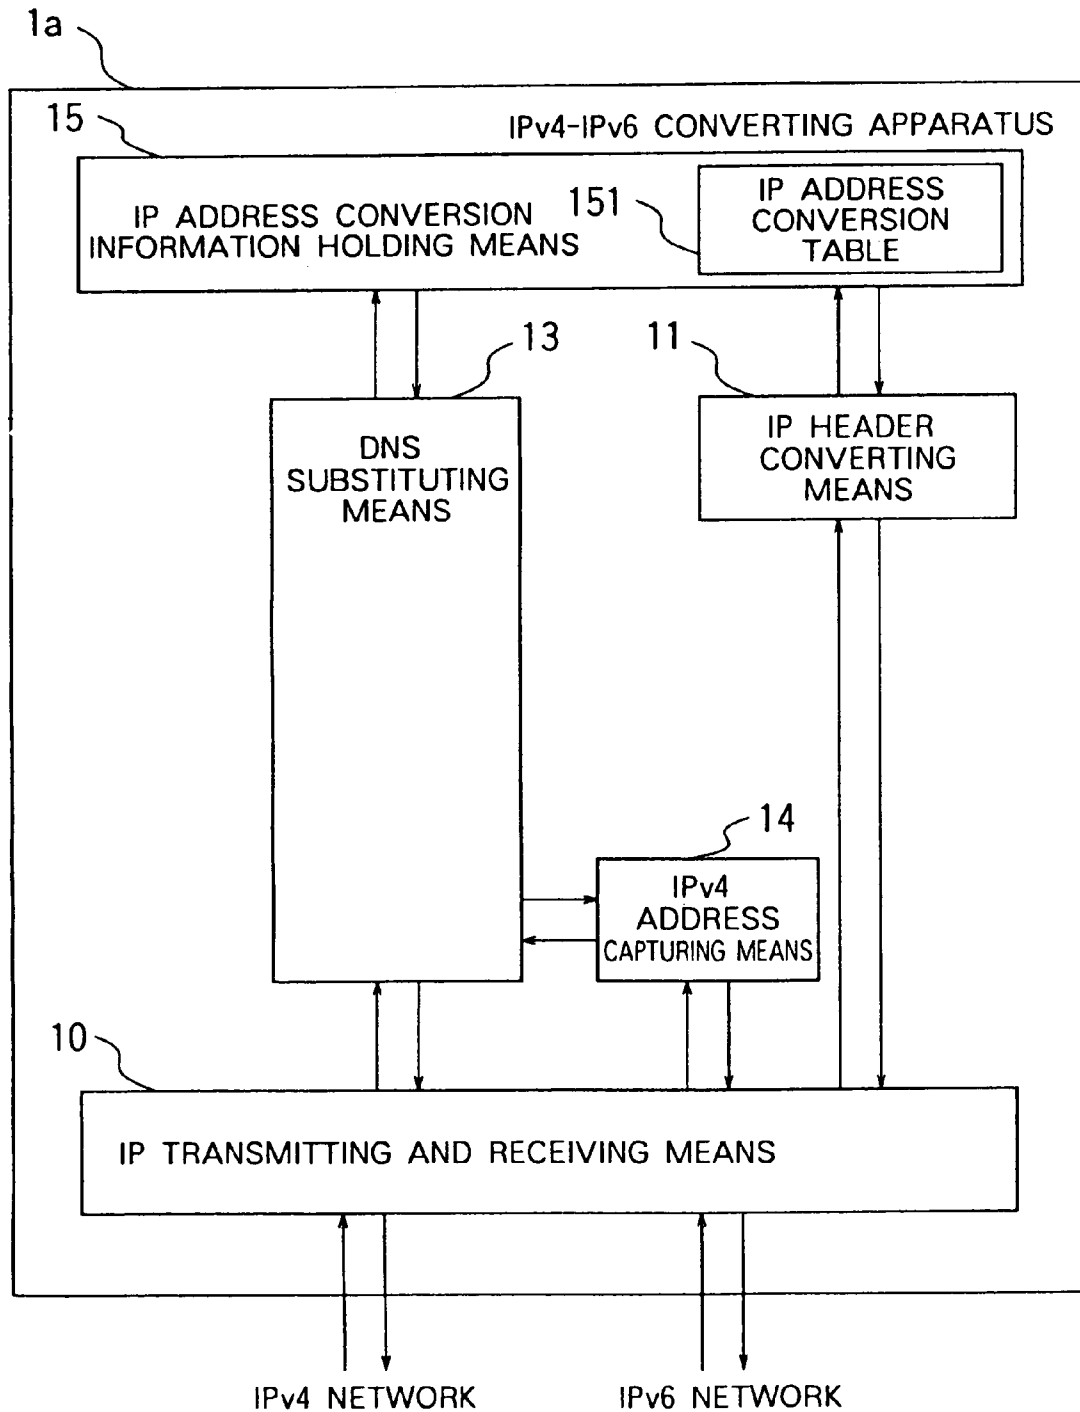 1a
15
IPv4-IPv6 CONVERTING APPARATUS
IP ADDRESS CONVERSION
INFORMATION HOLDING MEANS
151
IP ADDRESS
CONVERSION
TABLE
13
11
DNS
SUBSTITUTING
MEANS
IP HEADER
CONVERTING
MEANS
14
IPv4
ADDRESS
CAPTURING MEANS
10
IP TRANSMITTING AND RECEIVING MEANS
IPv4 NETWORK
IPv6 NETWORK